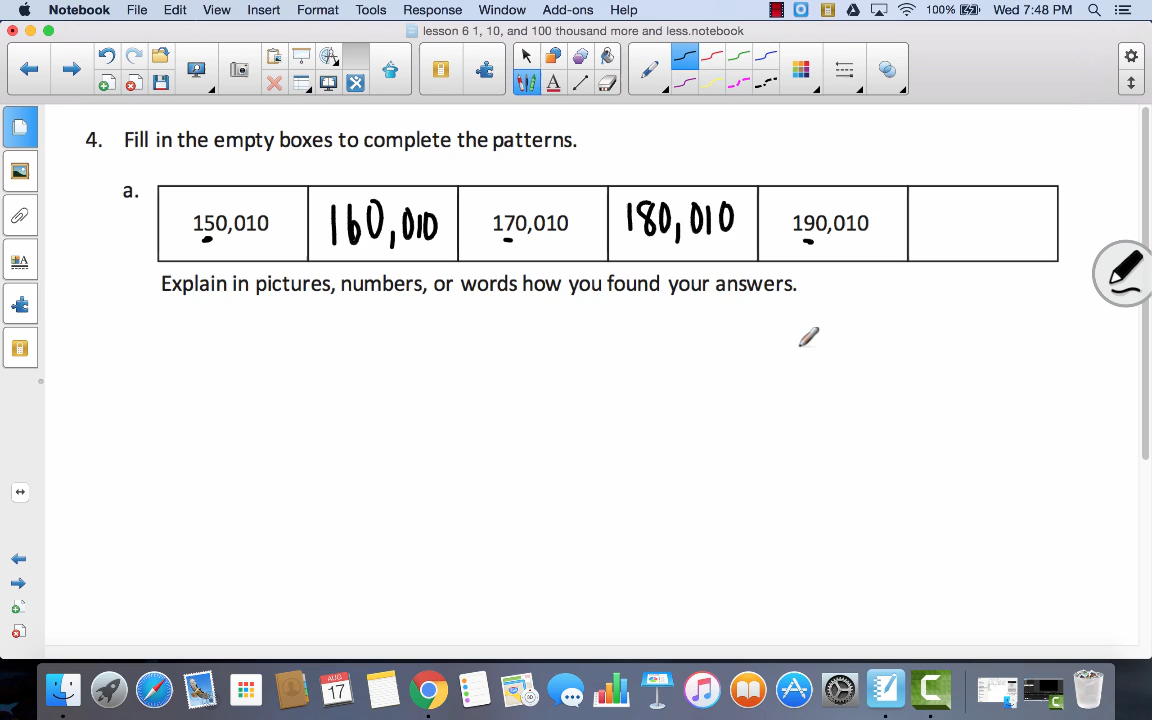 Notebook File Edit View Insert Format Tools Response Window Add-ons Help 100% Wed 7:48 PM
lesson 6 1, 10, and 100 thousand more and less.notebook
4. Fill in the empty boxes to complete the patterns.
a.
150,010 160,010 170,010 180,010 190,010
Explain in pictures, numbers, or words how you found your answers.
AUG
17